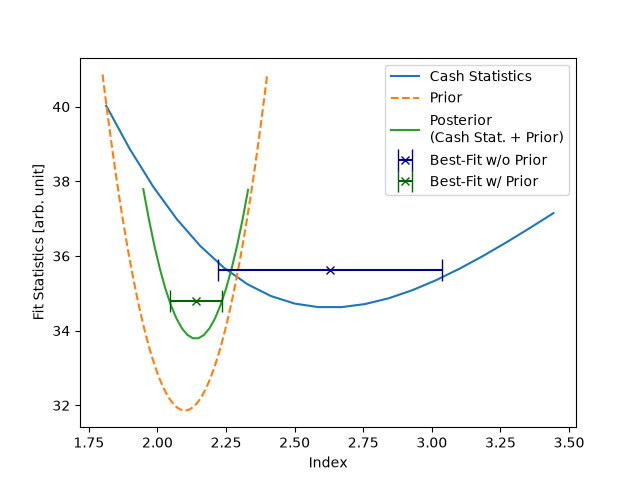 Cash Statistics
Prior
Posterior
(Cash Stat. + Prior)
Best-Fit w/o Prior
Best-Fit w/ Prior
Fit Statistics [arb. unit]
40
38
36
34
32
1.75 2.00 2.25 2.50 2.75 3.00 3.25 3.50
Index